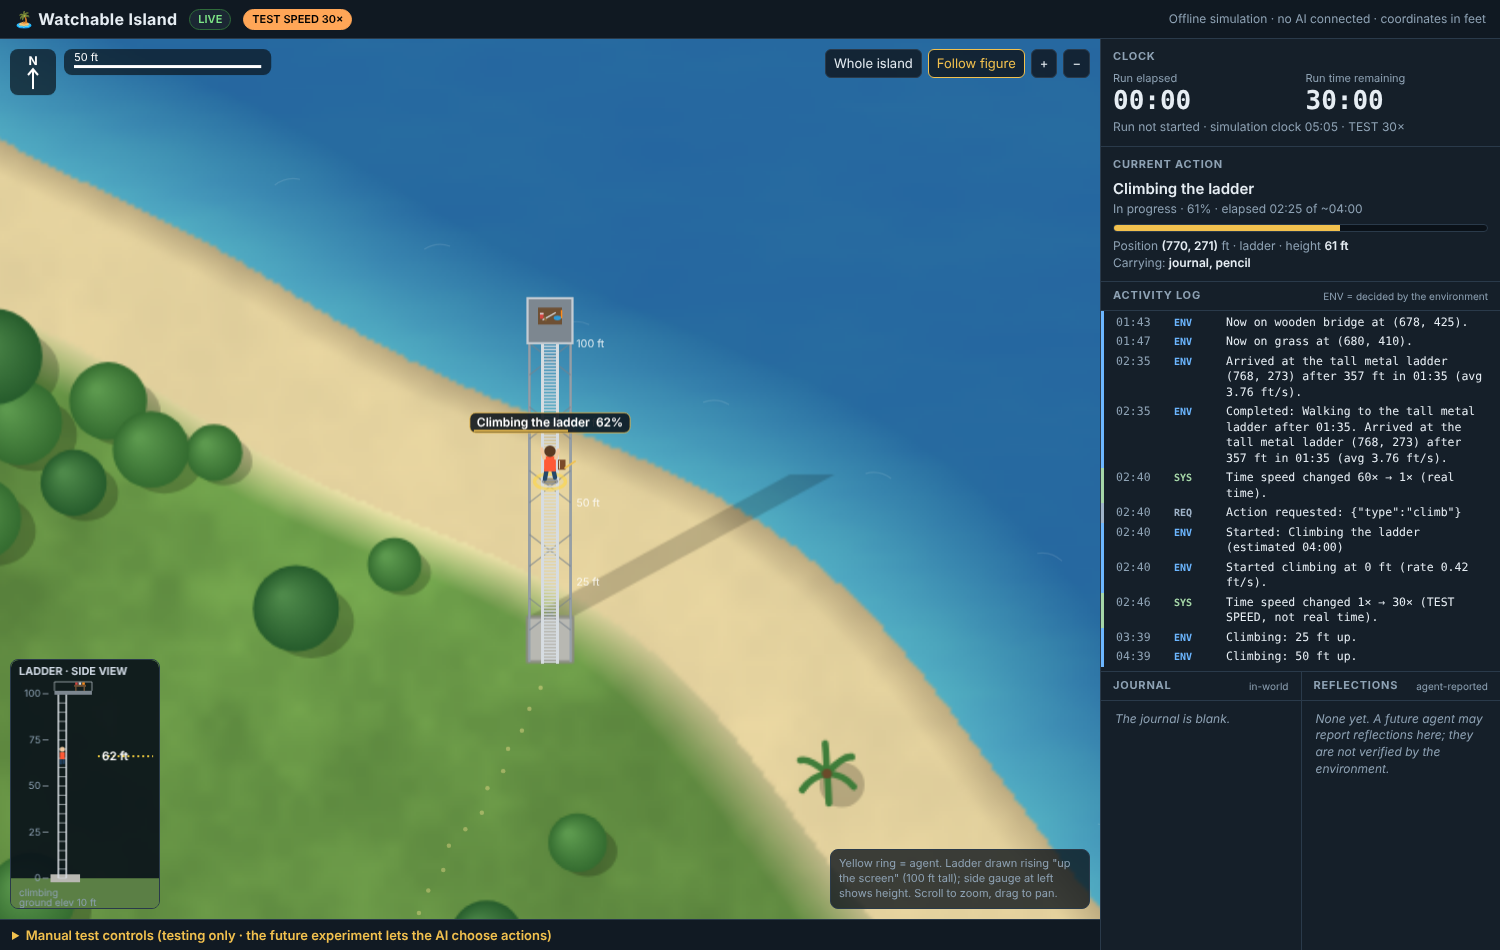 Watchable Island
LIVE
TEST SPEED 30×
Offline simulation · no AI connected · coordinates in feet
N
50 ft
Whole island
Follow figure
+
−
100 ft
Climbing the ladder 62%
50 ft
25 ft
LADDER · SIDE VIEW
100
75
62 ft
50
25
0
climbing
ground elev 10 ft
Yellow ring = agent. Ladder drawn rising "up
the screen" (100 ft tall); side gauge at left
shows height. Scroll to zoom, drag to pan.
▶ Manual test controls (testing only · the future experiment lets the AI choose actions)
CLOCK
Run elapsed
00:00
Run time remaining
30:00
Run not started · simulation clock 05:05 · TEST 30×
CURRENT ACTION
Climbing the ladder
In progress · 61% · elapsed 02:25 of ~04:00
Position (770, 271) ft · ladder · height 61 ft
Carrying: journal, pencil
ACTIVITY LOG
ENV = decided by the environment
01:43 ENV Now on wooden bridge at (678, 425).
01:47 ENV Now on grass at (680, 410).
02:35 ENV Arrived at the tall metal ladder
(768, 273) after 357 ft in 01:35 (avg
3.76 ft/s).
02:35 ENV Completed: Walking to the tall metal
ladder after 01:35. Arrived at the
tall metal ladder (768, 273) after
357 ft in 01:35 (avg 3.76 ft/s).
02:40 SYS Time speed changed 60× → 1× (real
time).
02:40 REQ Action requested: {"type":"climb"}
02:40 ENV Started: Climbing the ladder
(estimated 04:00)
02:40 ENV Started climbing at 0 ft (rate 0.42
ft/s).
02:46 SYS Time speed changed 1× → 30× (TEST
SPEED, not real time).
03:39 ENV Climbing: 25 ft up.
04:39 ENV Climbing: 50 ft up.
JOURNAL
in-world
The journal is blank.
REFLECTIONS
agent-reported
None yet. A future agent may
report reflections here; they
are not verified by the
environment.